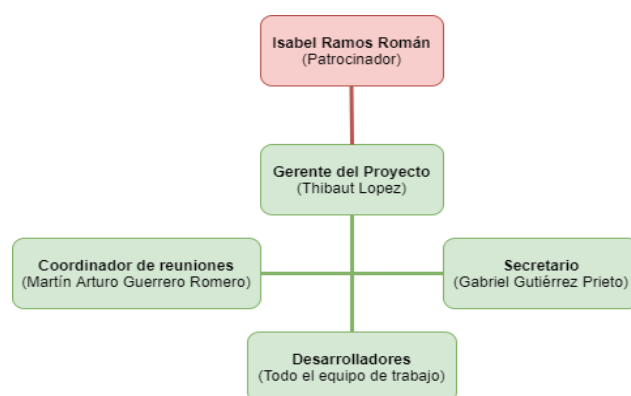 Isabel Ramos Román
(Patrocinador)
Gerente del Proyecto
(Thibaut Lopez)
Coordinador de reuniones
(Martín Arturo Guerrero Romero)
Secretario
(Gabriel Gutiérrez Prieto)
Desarrolladores
(Todo el equipo de trabajo)